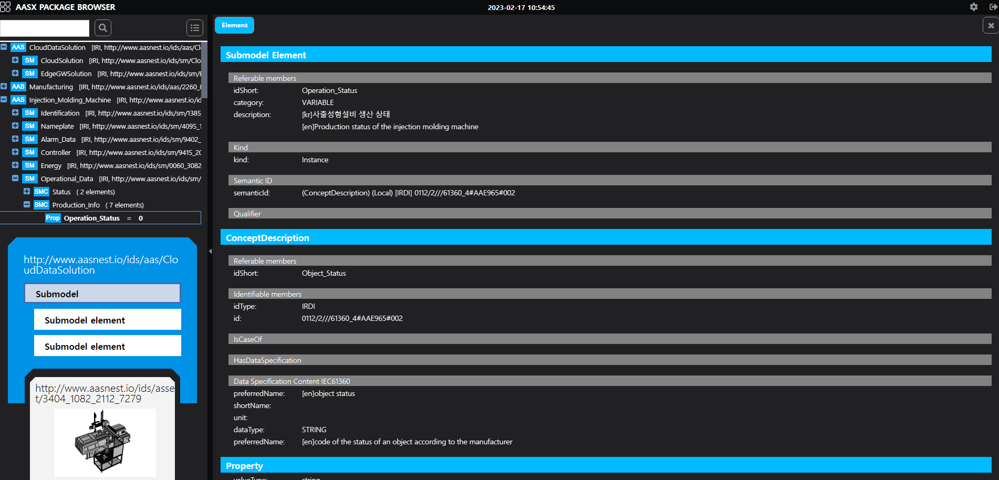 AASX PACKAGE BROWSER
2023-02-17 10:54:45
AAS CloudDataSolution [IRI, http://www.aasnest.io/ids/aas/Cl
SM CloudSolution [IRI, http://www.aasnest.io/ids/sm/Clo
SM EdgeGWSolution [IRI, http://www.aasnest.io/ids/sm/E
AAS Manufacturing [IRI, http://www.aasnest.io/ids/aas/2260_8
AAS Injection_Molding_Machine [IRI, http://www.aasnest.io/id
SM Identification [IRI, http://www.aasnest.io/ids/sm/1385_
SM Nameplate [IRI, http://www.aasnest.io/ids/sm/4095_1
SM Alarm_Data [IRI, http://www.aasnest.io/ids/sm/9402_
SM Controller [IRI, http://www.aasnest.io/ids/sm/9415_20
SM Energy [IRI, http://www.aasnest.io/ids/sm/0060_3082
SM Operational_Data [IRI, http://www.aasnest.io/ids/sm/
SMC Status ( 2 elements)
SMC Production_Info ( 7 elements)
Prop Operation_Status = 0
http://www.aasnest.io/ids/aas/Clo
udDataSolution
Submodel
Submodel element
Submodel element
http://www.aasnest.io/ids/asse
t/3404_1082_2112_7279
Element
Submodel Element
Referable members
idShort: Operation_Status
category: VARIABLE
description: [kr]사출성형설비 생산 상태
[en]Production status of the injection molding machine
Kind
kind: Instance
Semantic ID
semanticId: (ConceptDescription) (Local) [IRDI] 0112/2///61360_4#AAE965#002
Qualifier
ConceptDescription
Referable members
idShort: Object_Status
Identifiable members
idType: IRDI
id: 0112/2///61360_4#AAE965#002
IsCaseOf
HasDataSpecification
Data Specification Content IEC61360
preferredName: [en]object status
shortName:
unit:
dataType: STRING
preferredName: [en]code of the status of an object according to the manufacturer
Property
valueType: string